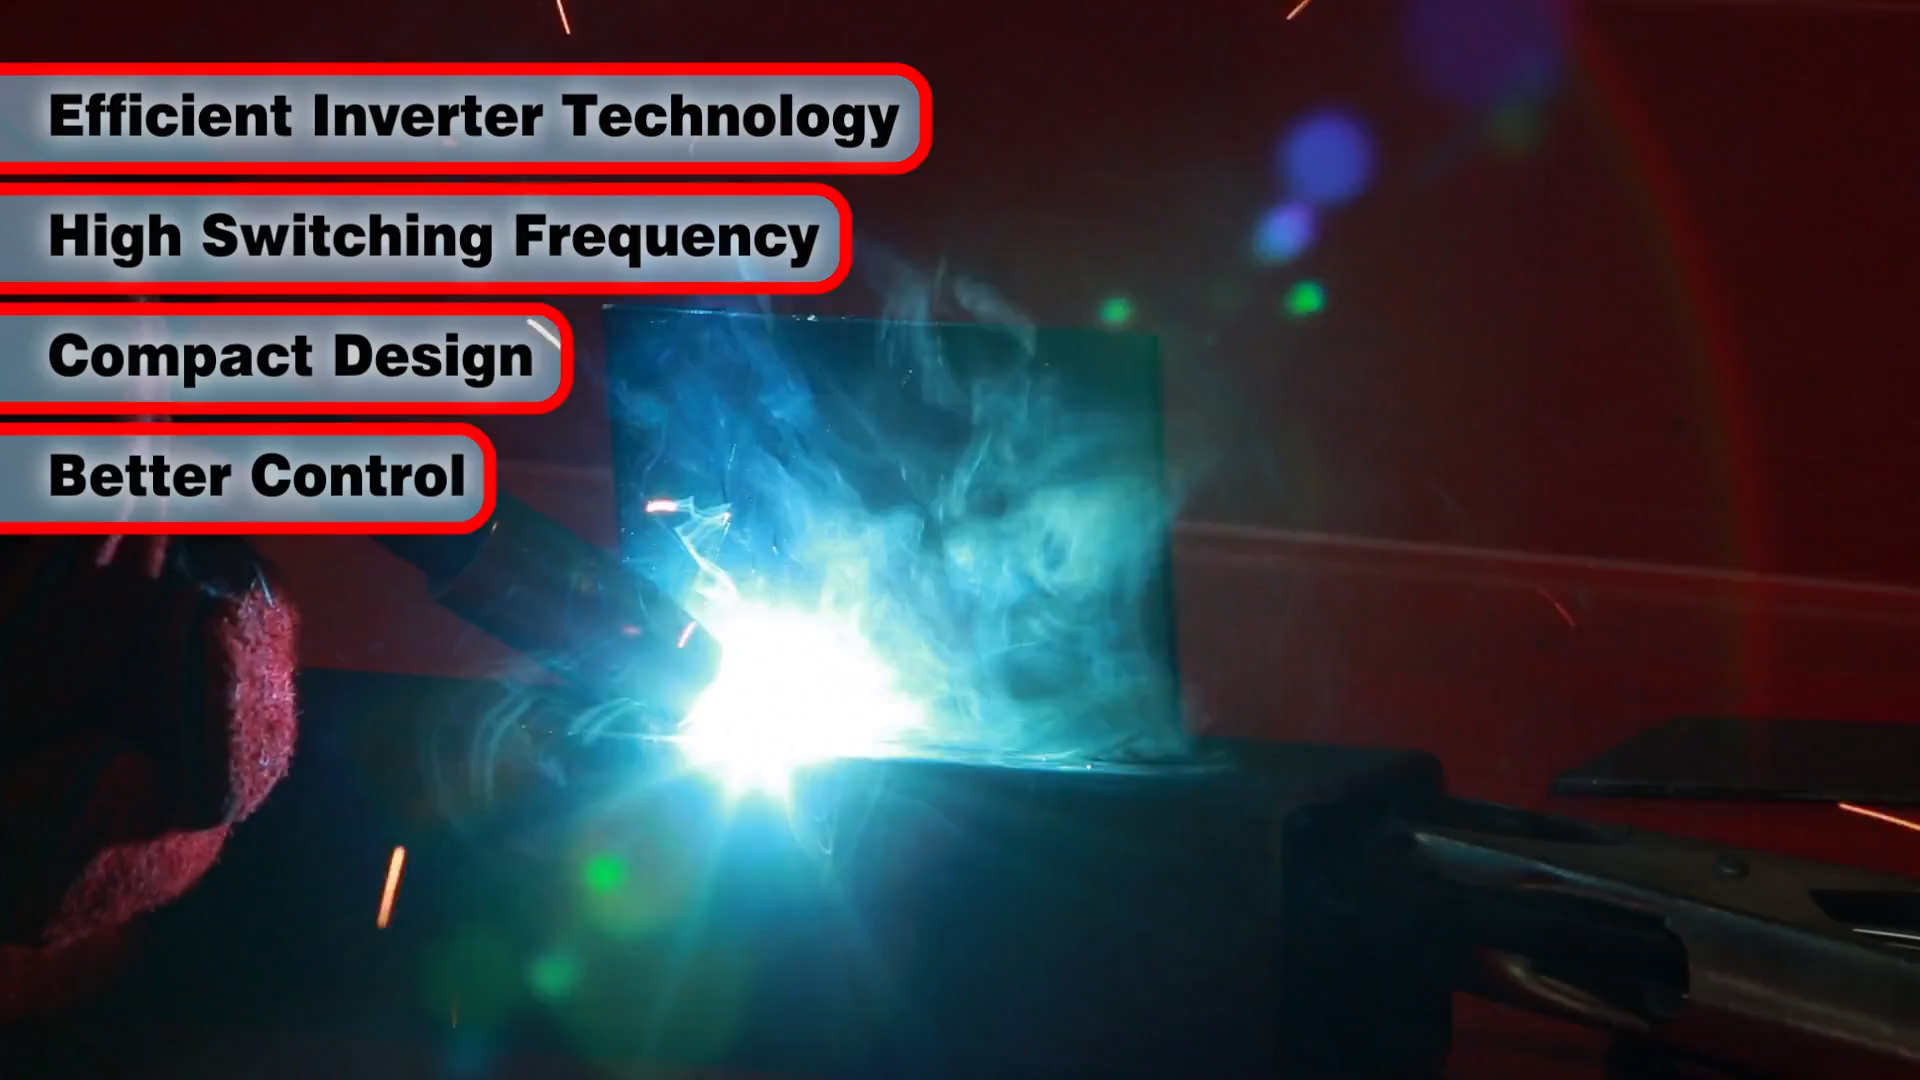 Efficient Inverter Technology
High Switching Frequency
Compact Design
Better Control